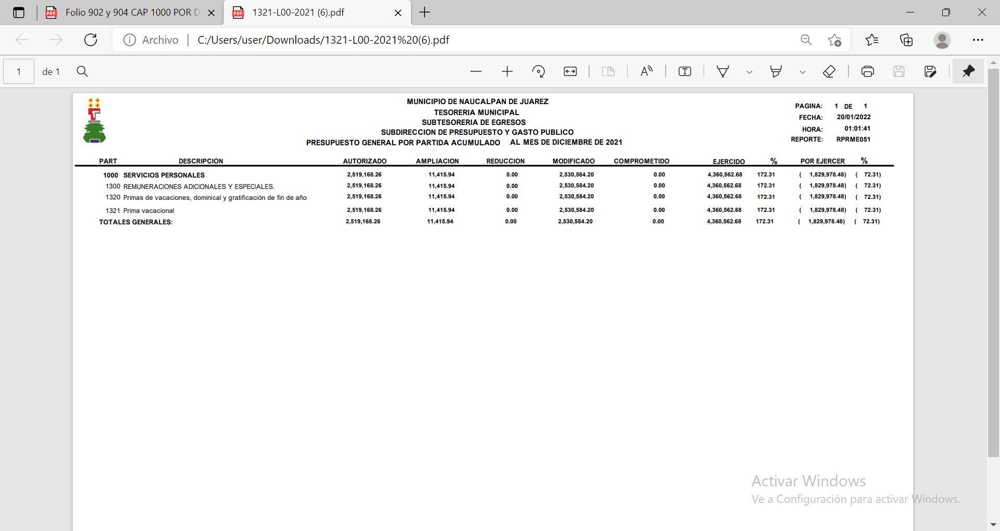 Folio 902 y 904 CAP 1000 POR D
1321-L00-2021 (6).pdf
Archivo
C:/Users/user/Downloads/1321-L00-2021%20(6).pdf
1 de 1
MUNICIPIO DE NAUCALPAN DE JUAREZ
TESORERIA MUNICIPAL
SUBTESORERIA DE EGRESOS
SUBDIRECCION DE PRESUPUESTO Y GASTO PUBLICO
PRESUPUESTO GENERAL POR PARTIDA ACUMULADO AL MES DE DICIEMBRE DE 2021
PAGINA: 1 DE 1
FECHA: 20/01/2022
HORA: 01:01:41
REPORTE: RPRME051
PART DESCRIPCION AUTORIZADO AMPLIACION REDUCCION MODIFICADO COMPROMETIDO EJERCIDO % POR EJERCER %
1000 SERVICIOS PERSONALES 2,519,168.26 11,415.94 0.00 2,530,584.20 0.00 4,360,562.68 172.31 ( 1,829,978.48) ( 72.31)
1300 REMUNERACIONES ADICIONALES Y ESPECIALES. 2,519,168.26 11,415.94 0.00 2,530,584.20 0.00 4,360,562.68 172.31 ( 1,829,978.48) ( 72.31)
1320 Primas de vacaciones, dominical y gratificación de fin de año 2,519,168.26 11,415.94 0.00 2,530,584.20 0.00 4,360,562.68 172.31 ( 1,829,978.48) ( 72.31)
1321 Prima vacacional 2,519,168.26 11,415.94 0.00 2,530,584.20 0.00 4,360,562.68 172.31 ( 1,829,978.48) ( 72.31)
TOTALES GENERALES: 2,519,168.26 11,415.94 0.00 2,530,584.20 0.00 4,360,562.68 172.31 ( 1,829,978.48) ( 72.31)
Activar Windows
Ve a Configuración para activar Windows.